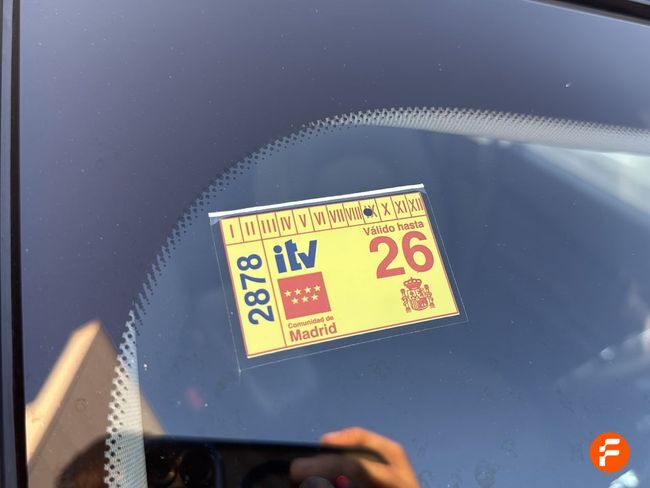 I II III IV V VI VII VIII IX X XI XII
2878
itv
Válido hasta
26
Comunidad de
Madrid